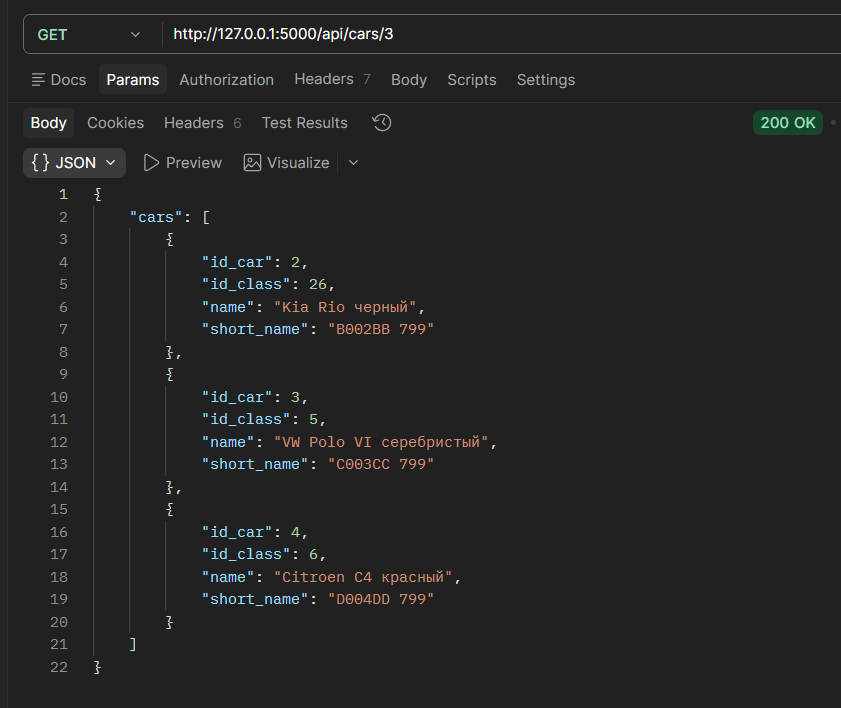 GET http://127.0.0.1:5000/api/cars/3
Docs Params Authorization Headers 7 Body Scripts Settings
Body Cookies Headers 6 Test Results 200 OK
{} JSON Preview Visualize
1 {
2 "cars": [
3 {
4 "id_car": 2,
5 "id_class": 26,
6 "name": "Kia Rio черный",
7 "short_name": "B002BB 799"
8 },
9 {
10 "id_car": 3,
11 "id_class": 5,
12 "name": "VW Polo VI серебристый",
13 "short_name": "C003CC 799"
14 },
15 {
16 "id_car": 4,
17 "id_class": 6,
18 "name": "Citroen C4 красный",
19 "short_name": "D004DD 799"
20 }
21 ]
22 }